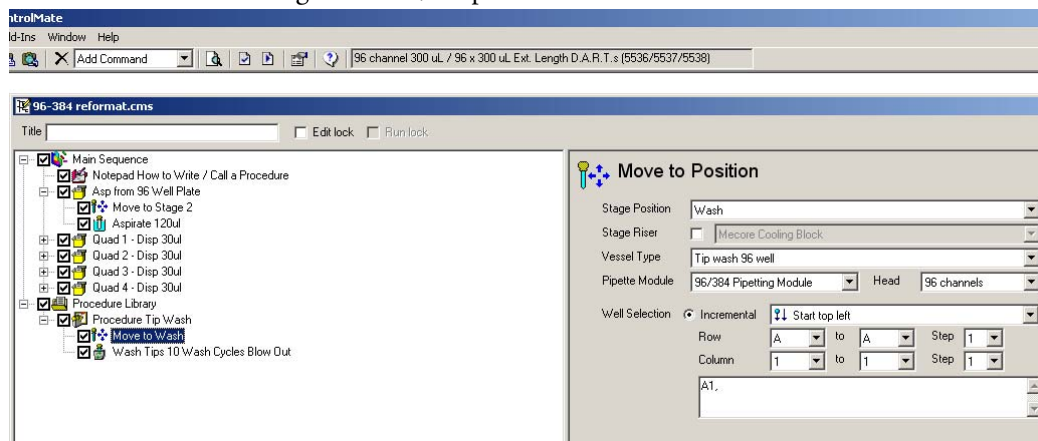 ControlMate
Window Help
Add Command
96 channel 300 uL / 96 x 300 uL Ext. Length D.A.R.T.s (5536/5537/5538)
96-384 reformat.cms
Title Edit lock Run lock
Main Sequence
Notepad How to Write / Call a Procedure
Asp from 96 Well Plate
Move to Stage 2
Aspirate 120ul
Quad 1 - Disp 30ul
Quad 2 - Disp 30ul
Quad 3 - Disp 30ul
Quad 4 - Disp 30ul
Procedure Library
Procedure Tip Wash
Move to Wash
Wash Tips 10 Wash Cycles Blow Out
Move to Position
Stage Position Wash
Stage Riser Mecore Cooling Block
Vessel Type Tip wash 96 well
Pipette Module 96/384 Pipetting Module Head 96 channels
Well Selection Incremental Start top left
Row A to A Step 1
Column 1 to 1 Step 1
A1,